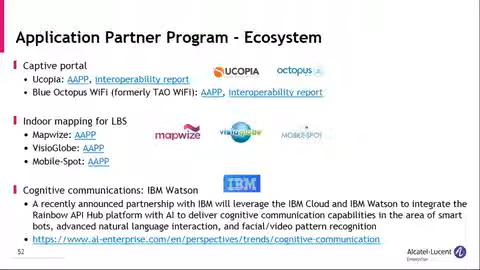 Application Partner Program - Ecosystem
Captive portal
• Ucopia: AAPP, interoperability report
• Blue Octopus WiFi (formerly TAO WiFi): AAPP, interoperability report
UCOPIA
octopus
Indoor mapping for LBS
• Mapwize: AAPP
• VisioGlobe: AAPP
• Mobile-Spot: AAPP
mapwize
visioglobe
MOBILE-SPOT
Cognitive communications: IBM Watson
IBM
• A recently announced partnership with IBM will leverage the IBM Cloud and IBM Watson to integrate the
Rainbow API Hub platform with AI to deliver cognitive communication capabilities in the area of smart
bots, advanced natural language interaction, and facial/video pattern recognition
• https://www.al-enterprise.com/en/perspectives/trends/cognitive-communication
52
Alcatel·Lucent
Enterprise